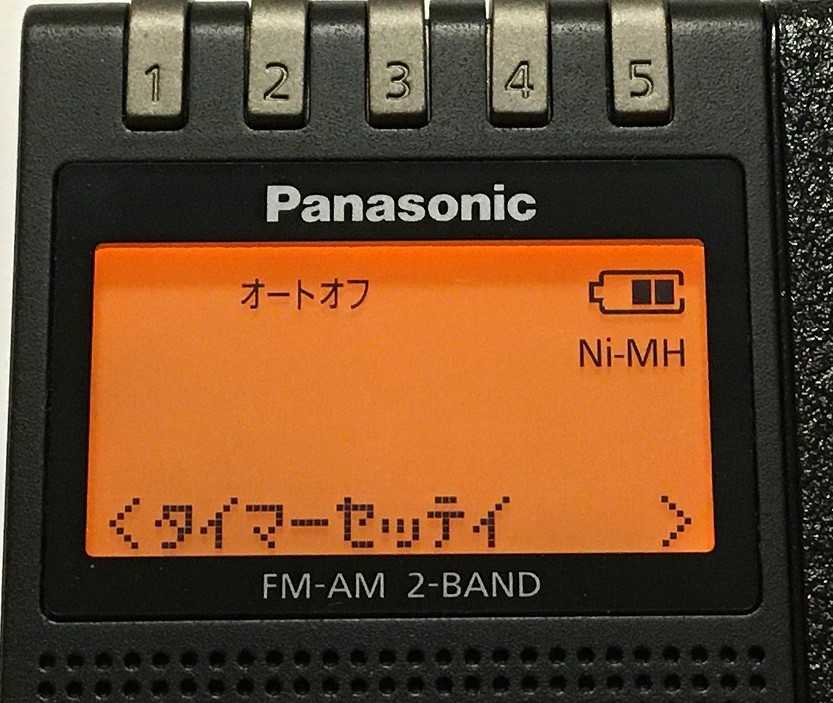 1 2 3 4 5
Panasonic
オートオフ
Ni-MH
<タイマーセッテイ >
FM-AM 2-BAND